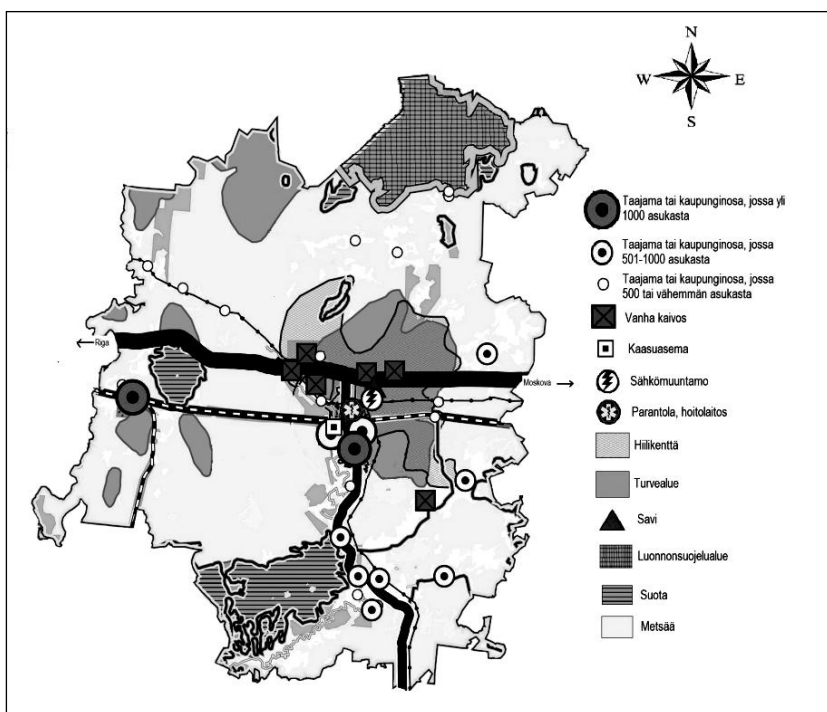 N
W E
S
Taajama tai kaupunginosa, jossa yli
1000 asukasta
Taajama tai kaupunginosa, jossa
501-1000 asukasta
Taajama tai kaupunginosa, jossa
500 tai vähemmän asukasta
Vanha kaivos
Kaasuasema
Sähkömuuntamo
Parantola, hoitolaitos
Hiilikenttä
Turvealue
Savi
Luonnonsuojelualue
Suota
Metsää
Riga
Moskova